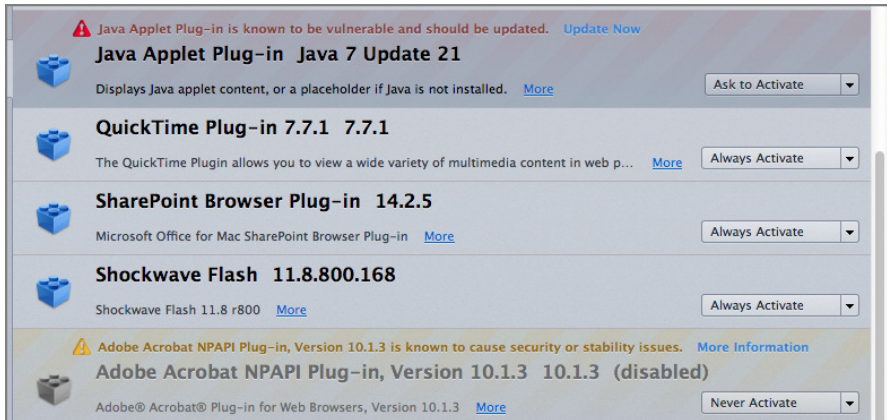 Java Applet Plug-in is known to be vulnerable and should be updated. Update Now
Java Applet Plug-in Java 7 Update 21
Displays Java applet content, or a placeholder if Java is not installed. More
Ask to Activate
QuickTime Plug-in 7.7.1 7.7.1
The QuickTime Plugin allows you to view a wide variety of multimedia content in web p... More
Always Activate
SharePoint Browser Plug-in 14.2.5
Microsoft Office for Mac SharePoint Browser Plug-in More
Always Activate
Shockwave Flash 11.8.800.168
Shockwave Flash 11.8 r800 More
Always Activate
Adobe Acrobat NPAPI Plug-in, Version 10.1.3 is known to cause security or stability issues. More Information
Adobe Acrobat NPAPI Plug-in, Version 10.1.3 10.1.3 (disabled)
Adobe® Acrobat® Plug-in for Web Browsers, Version 10.1.3 More
Never Activate